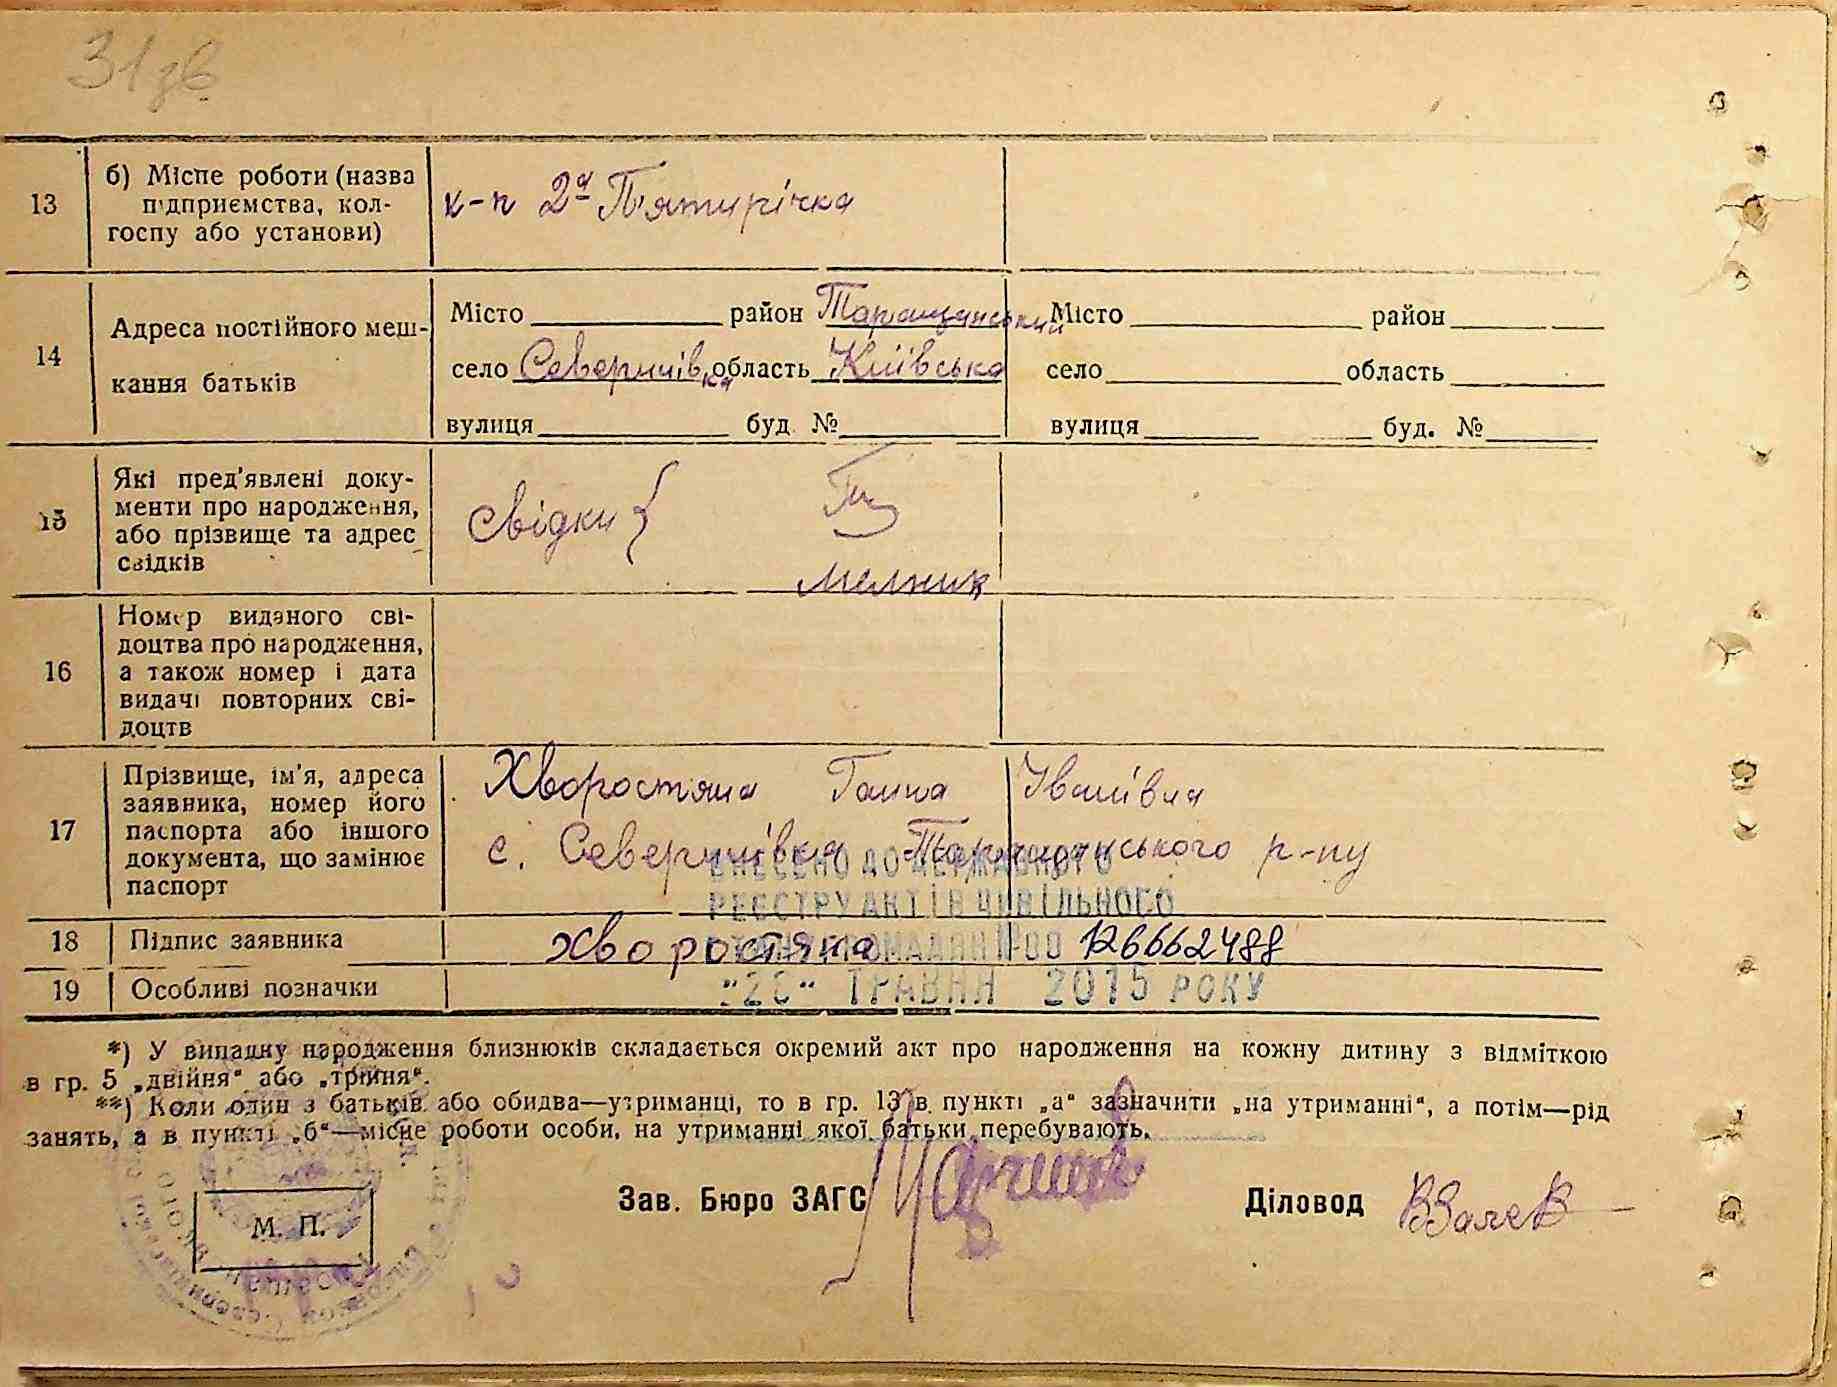 31зв
13
б) Місце роботи (назва
підприємства, кол-
госпу або установи)
к-п 2а П'ятирічка
14
Адреса постійного меш-
кання батьків
Місто район Таращанський
село Северинівка область Київська
вулиця буд. №
Місто район
село область
вулиця буд. №
15
Які пред'явлені доку-
менти про народження,
або прізвище та адрес
свідків
Свідки {
Мелник
16
Номер виданого сві-
доцтва про народження,
а також номер і дата
видачі повторних сві-
доцтв
17
Прізвище, ім'я, адреса
заявника, номер його
паспорта або іншого
документа, що замінює
паспорт
Хворостяна Ганна Іванівна
с. Северинівка Таращанського р-ну
ВНЕСЕНО ДО ДЕРЖАВНОГО
РЕЄСТРУ АКТІВ ЦИВІЛЬНОГО
СТАНУ ГРОМАДЯН 00126662488
18
Підпис заявника
Хворостяна
19
Особливі позначки
ТРАВНЯ 2015 РОКУ
*) У випадку народження близнюків складається окремий акт про народження на кожну дитину з відміткою
в гр. 5 „двійня“ або „трійня“.
**) Коли один з батьків або обидва—утриманці, то в гр. 13 в пункті „а“ зазначити „на утриманні“, а потім—рід
занять, а в пункті „б“—місце роботи особи, на утриманні якої батьки перебувають.
М. П.
Зав. Бюро ЗАГС
Діловод